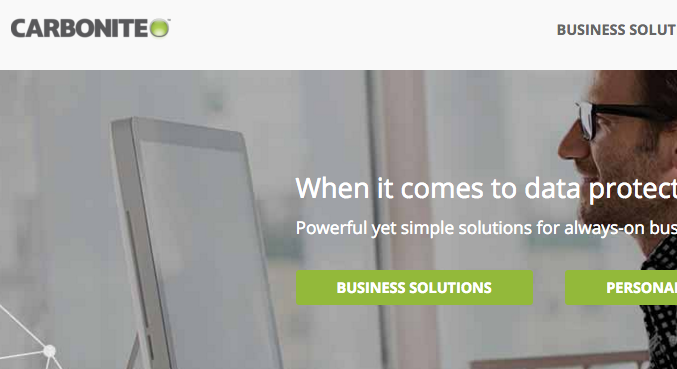 CARBONITE
BUSINESS SOLUT
When it comes to data protect
Powerful yet simple solutions for always-on bus
BUSINESS SOLUTIONS
PERSONA